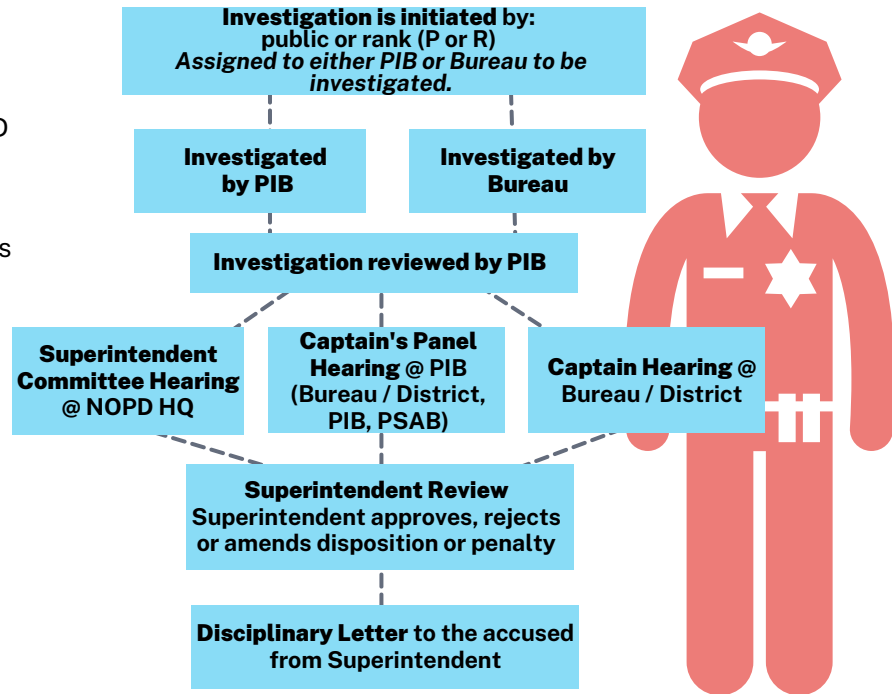 Investigation is initiated by:
public or rank (P or R)
Assigned to either PIB or Bureau to be
investigated.
Investigated
by PIB
Investigated by
Bureau
Investigation reviewed by PIB
Superintendent
Committee Hearing
@ NOPD HQ
Captain's Panel
Hearing @ PIB
(Bureau / District,
PIB, PSAB)
Captain Hearing @
Bureau / District
Superintendent Review
Superintendent approves, rejects
or amends disposition or penalty
Disciplinary Letter to the accused
from Superintendent